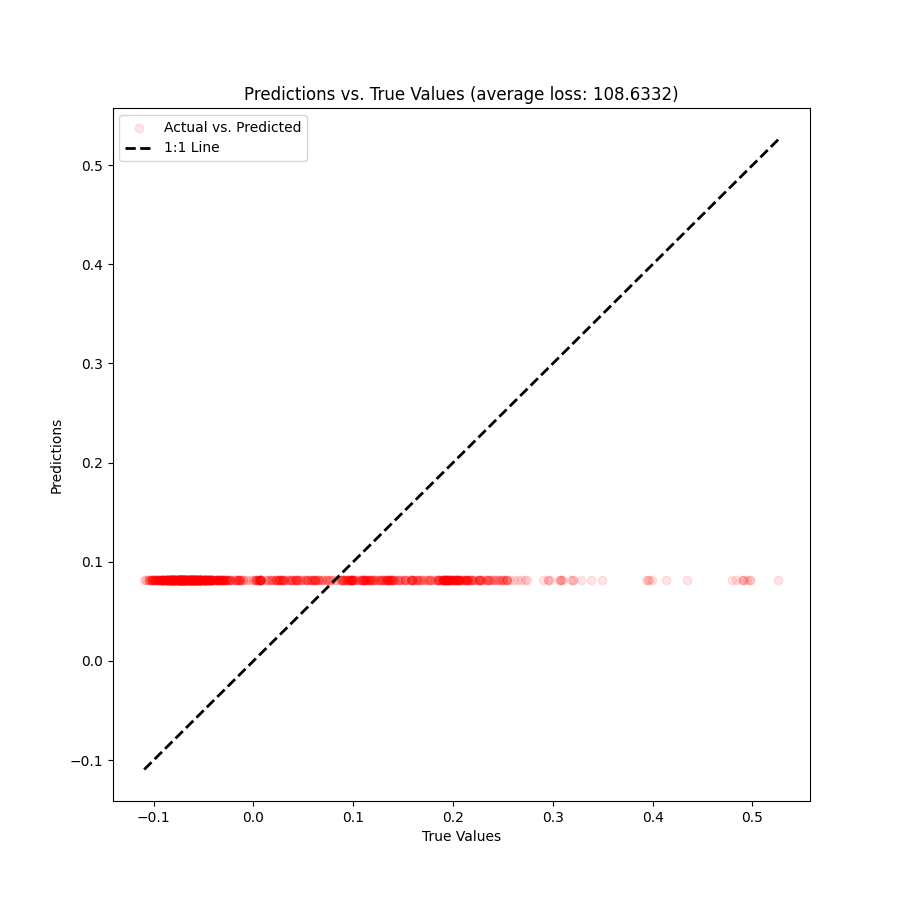 Predictions vs. True Values (average loss: 108.6332)
Actual vs. Predicted
1:1 Line
0.5
0.4
0.3
0.2
0.1
0.0
−0.1
Predictions
−0.1 0.0 0.1 0.2 0.3 0.4 0.5
True Values